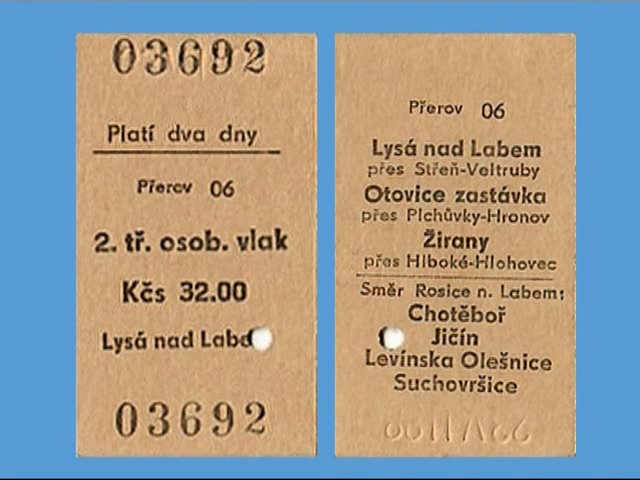 03692
Platí dva dny
Přerov 06
2. tř. osob. vlak
Kčs 32.00
Lysá nad Labe
03692
Přerov 06
Lysá nad Labem
přes Střeň-Veltruby
Otovice zastávka
přes Plchůvky-Hronov
Žirany
přes Hlboké-Hlohovec
Směr Rosice n. Labem:
Chotěboř
Jičín
Levínska Olešnice
Suchovršice